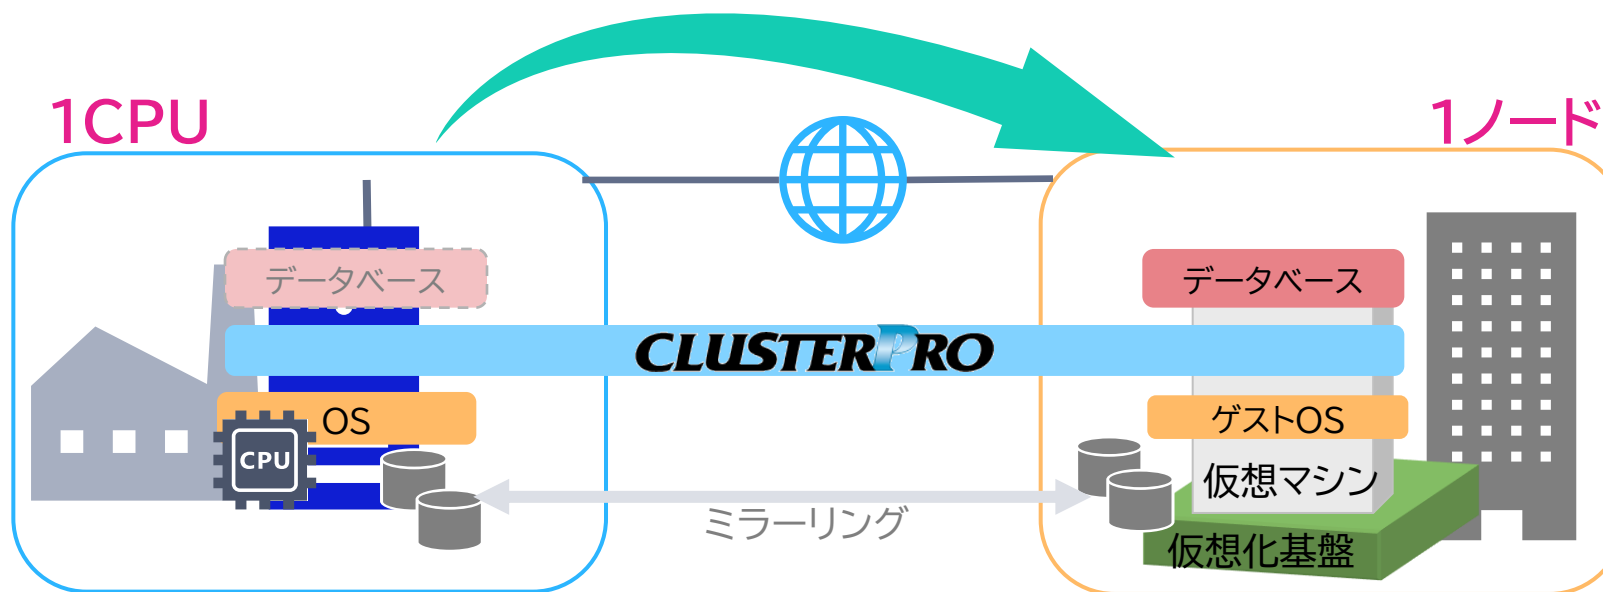 1CPU
1ノード
データベース
データベース
CLUSTERPRO
OS
ゲストOS
CPU
仮想マシン
ミラーリング
仮想化基盤